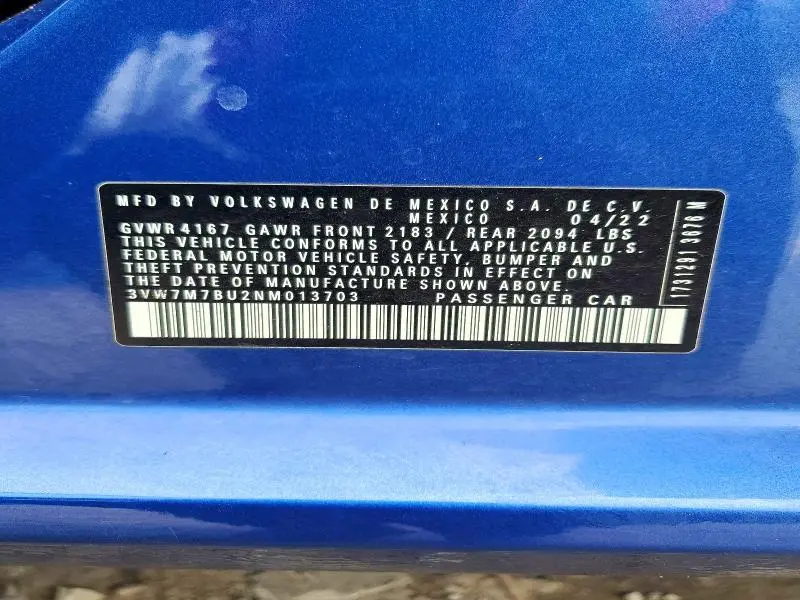 MFD BY VOLKSWAGEN DE MEXICO S.A. DE C.V.
MEXICO 04/22
GVWR 4167 GAWR FRONT 2183 / REAR 2094 LBS
THIS VEHICLE CONFORMS TO ALL APPLICABLE U.S.
FEDERAL MOTOR VEHICLE SAFETY, BUMPER AND
THEFT PREVENTION STANDARDS IN EFFECT ON
THE DATE OF MANUFACTURE SHOWN ABOVE.
3VW7M7BU2NM013703 PASSENGER CAR
1731291 3676 M